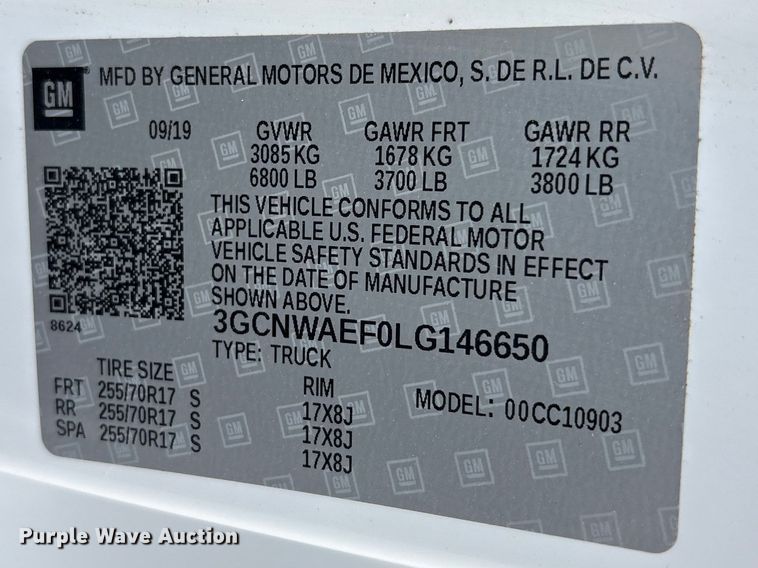 GM
MFD BY GENERAL MOTORS DE MEXICO, S. DE R.L. DE C.V.
09/19 GVWR GAWR FRT GAWR RR
3085 KG 1678 KG 1724 KG
6800 LB 3700 LB 3800 LB
THIS VEHICLE CONFORMS TO ALL
APPLICABLE U.S. FEDERAL MOTOR
VEHICLE SAFETY STANDARDS IN EFFECT
ON THE DATE OF MANUFACTURE
SHOWN ABOVE.
8624
3GCNWAEF0LG146650
TYPE: TRUCK
TIRE SIZE RIM MODEL: 00CC10903
FRT 255/70R17 S 17X8J
RR 255/70R17 S 17X8J
SPA 255/70R17 S 17X8J
Purple Wave Auction